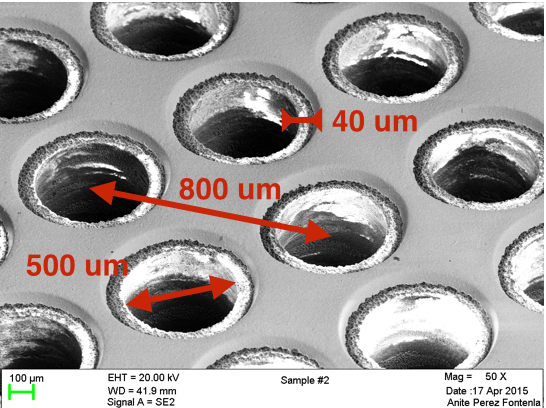 40 um
800 um
500 um
100 µm
EHT = 20.00 kV
WD = 41.9 mm
Signal A = SE2
Sample #2
Mag = 50 X
Date :17 Apr 2015
Anite Perez Fontenla